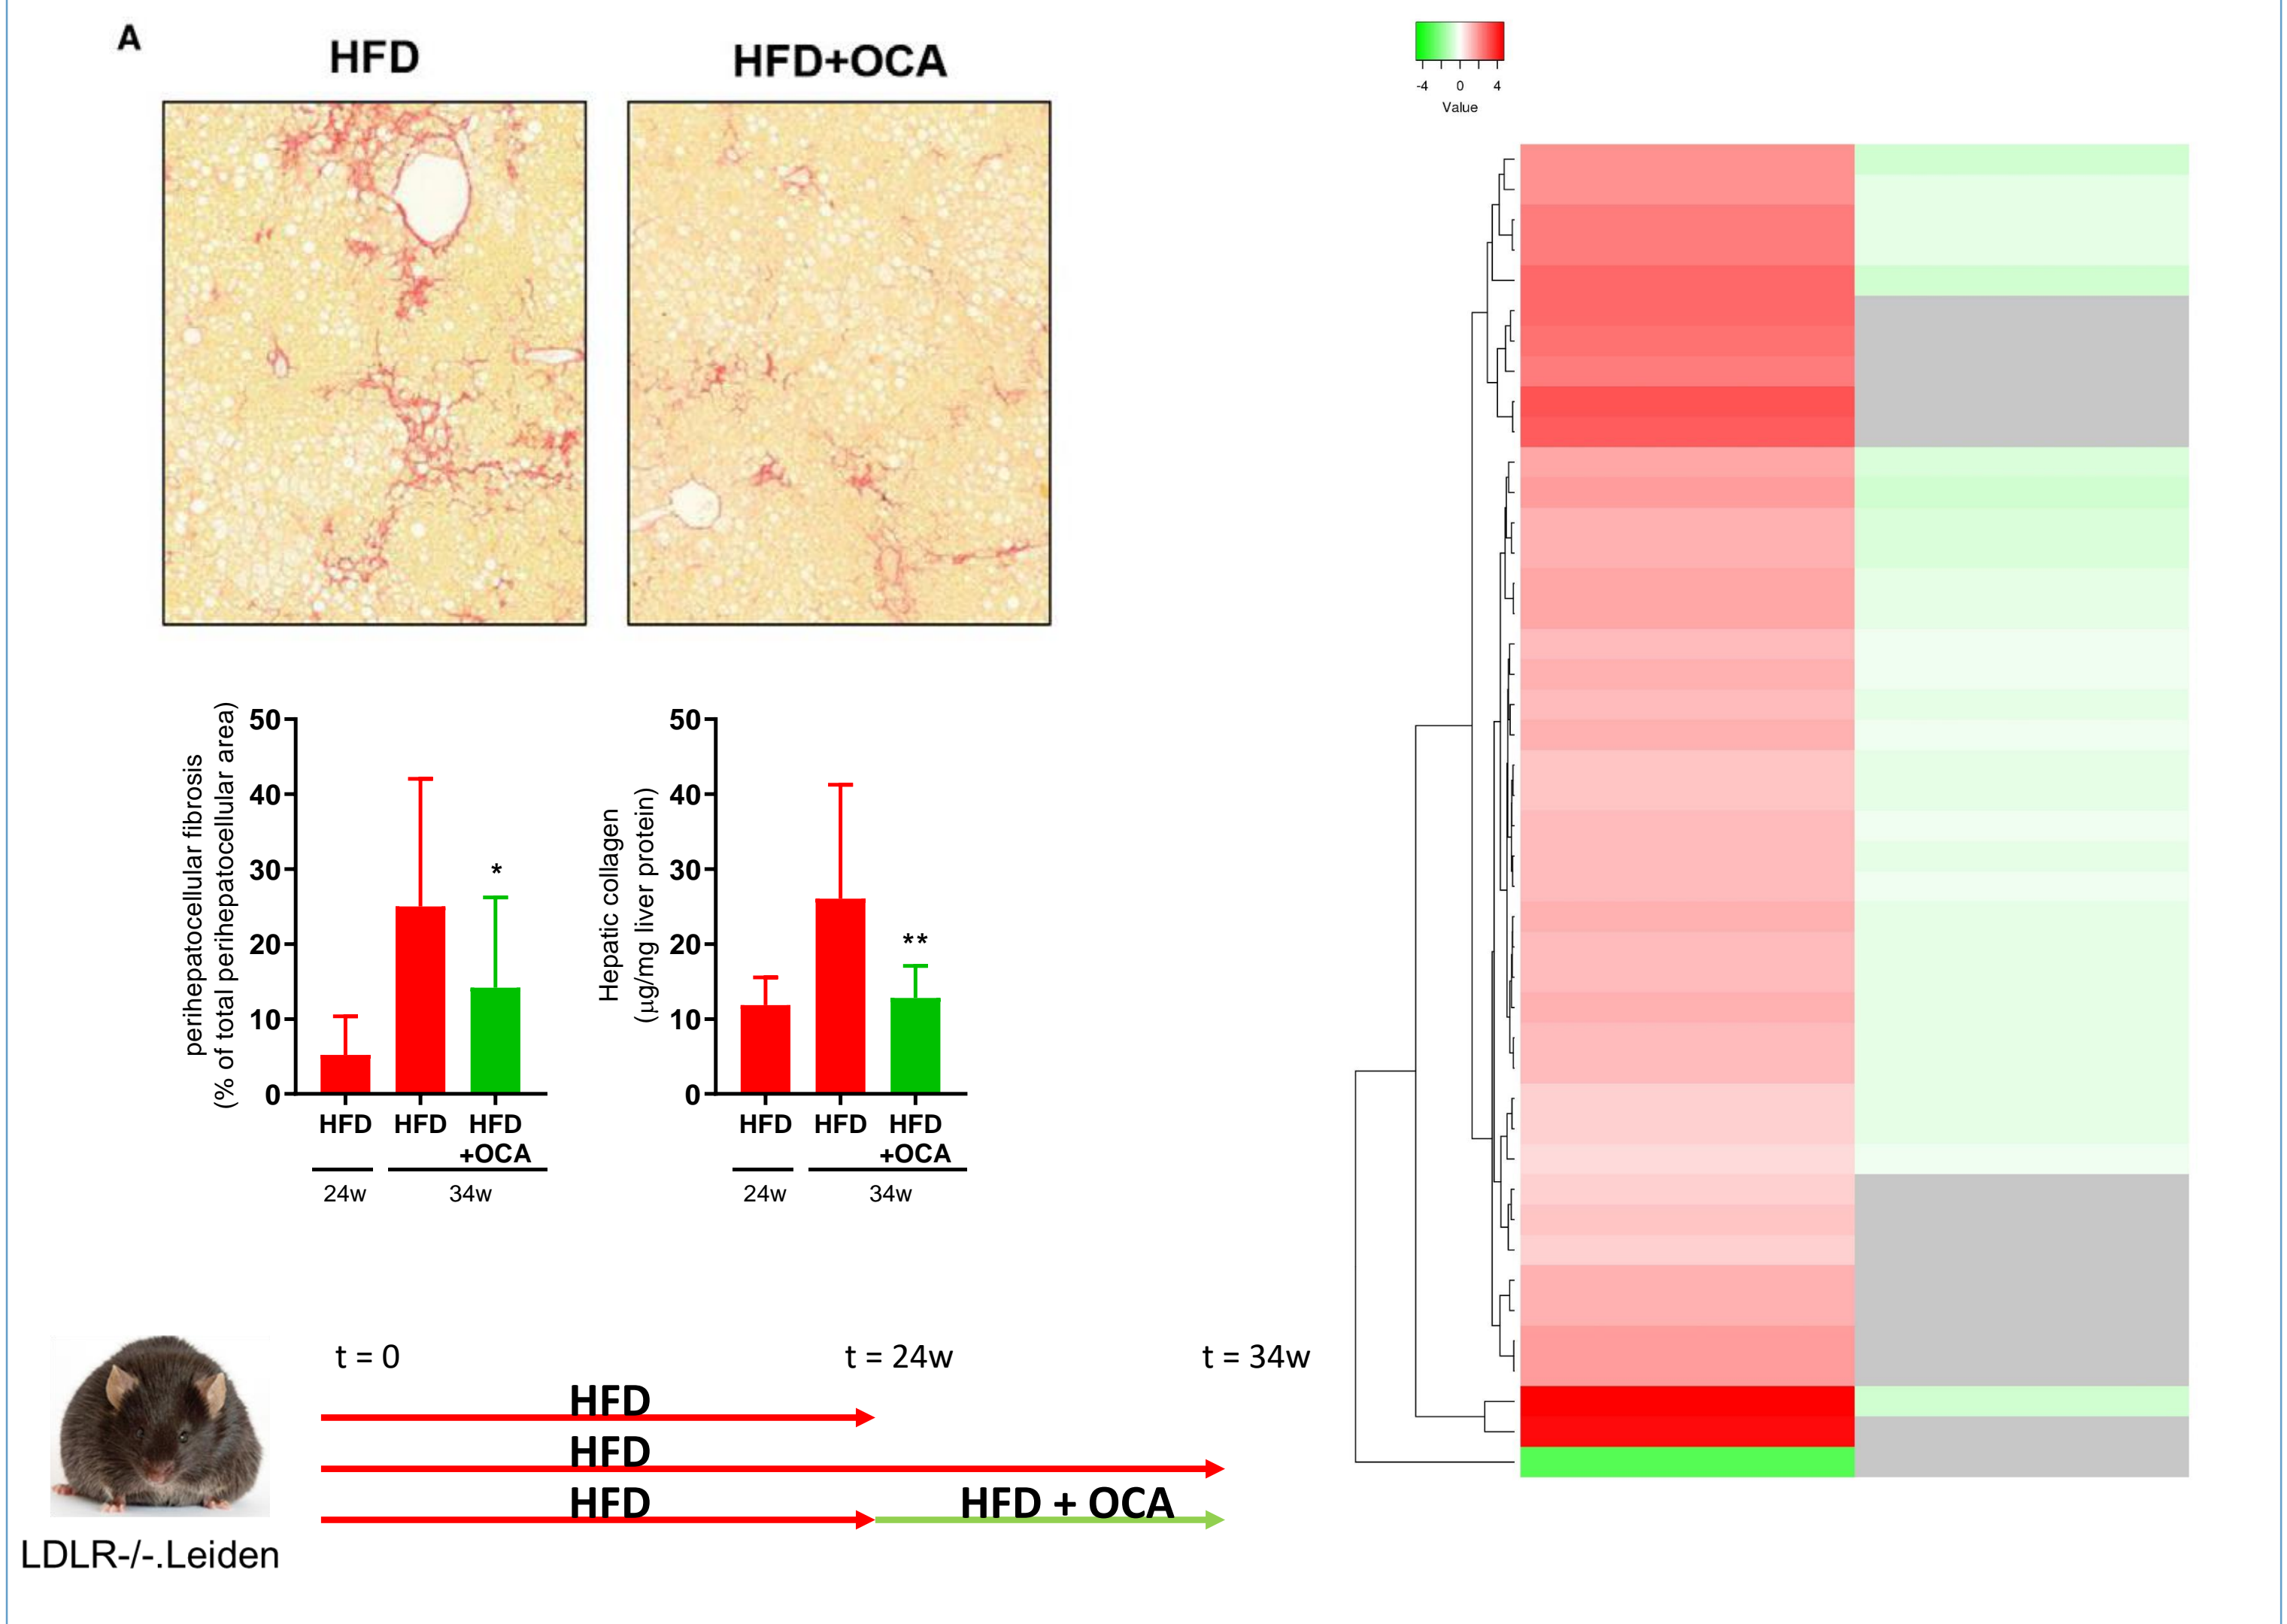 A
HFD
HFD+OCA
-4 0 4
Value
perihepatocellular fibrosis
(% of total perihepatocellular area)
50
40
30
20
10
0
HFD HFD HFD
+OCA
24w 34w
*
Hepatic collagen
(µg/mg liver protein)
50
40
30
20
10
0
HFD HFD HFD
+OCA
24w 34w
**
t = 0 t = 24w t = 34w
HFD
HFD
HFD HFD + OCA
LDLR-/-.Leiden